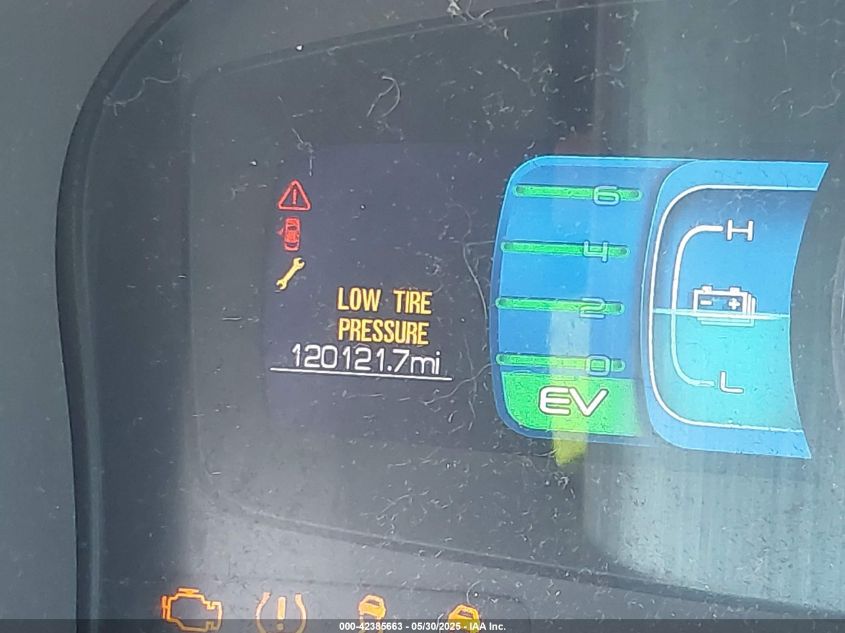 LOW TIRE
PRESSURE
120121.7mi
6
4
2
0
EV
H
L
000-42385663 - 05/30/2025 - IAA Inc.